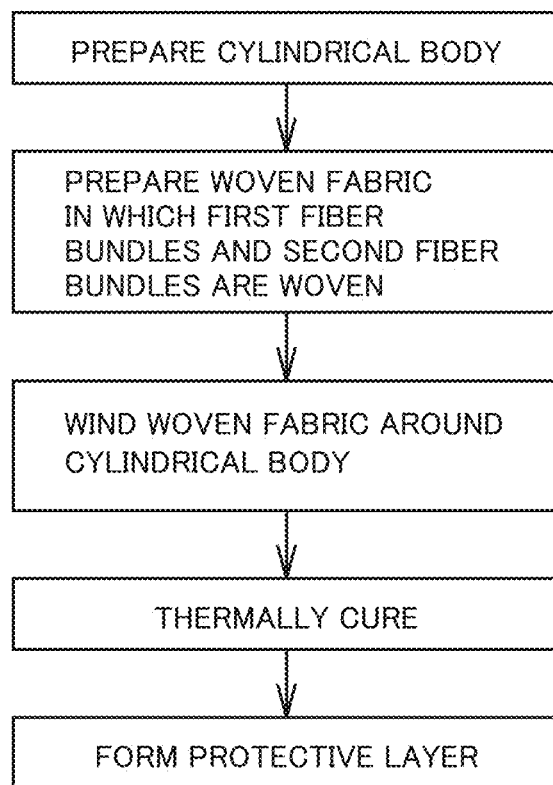 PREPARE CYLINDRICAL BODY
PREPARE WOVEN FABRIC
IN WHICH FIRST FIBER
BUNDLES AND SECOND FIBER
BUNDLES ARE WOVEN
WIND WOVEN FABRIC AROUND
CYLINDRICAL BODY
THERMALLY CURE
FORM PROTECTIVE LAYER